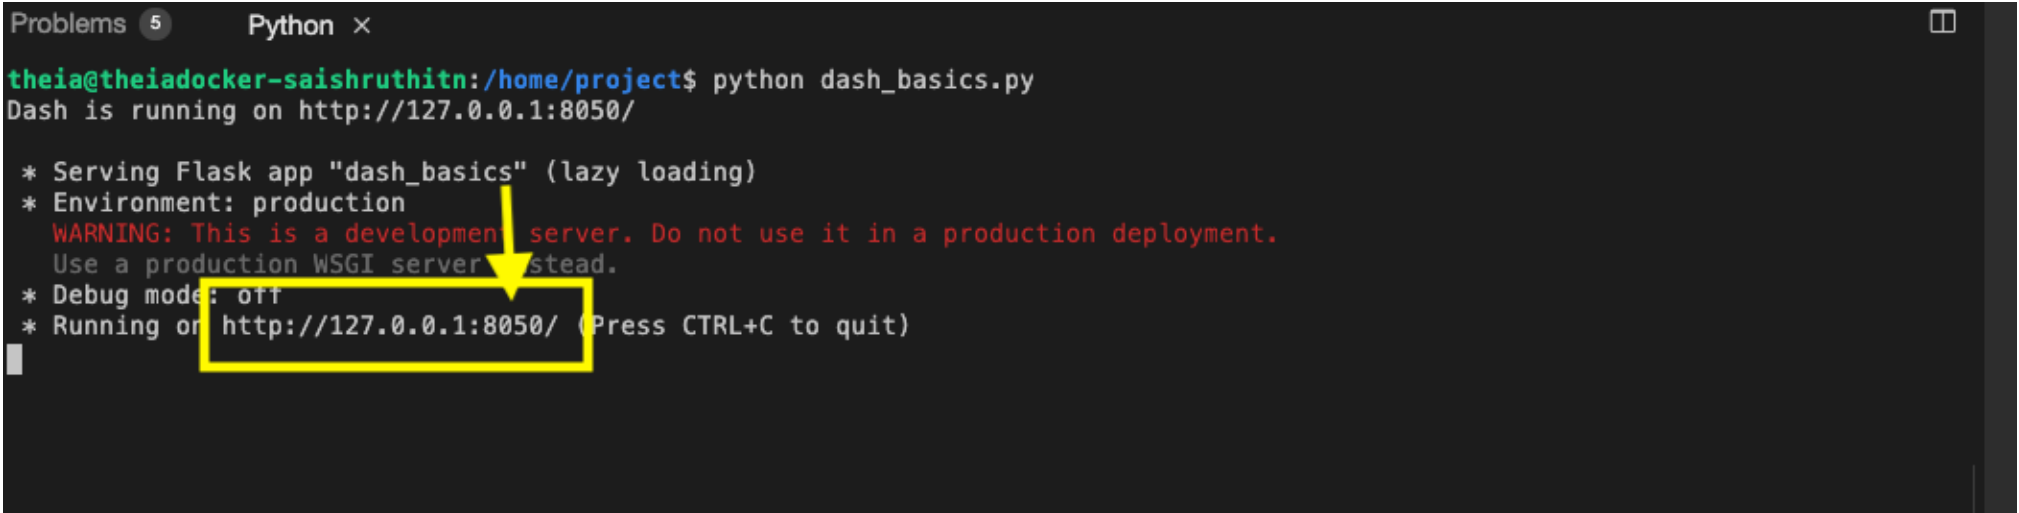 Problems 5 Python ×
theia@theiadocker-saishruthitn:/home/project$ python dash_basics.py
Dash is running on http://127.0.0.1:8050/
* Serving Flask app "dash_basics" (lazy loading)
* Environment: production
WARNING: This is a development server. Do not use it in a production deployment.
Use a production WSGI server instead.
* Debug mode: off
* Running on http://127.0.0.1:8050/ (Press CTRL+C to quit)